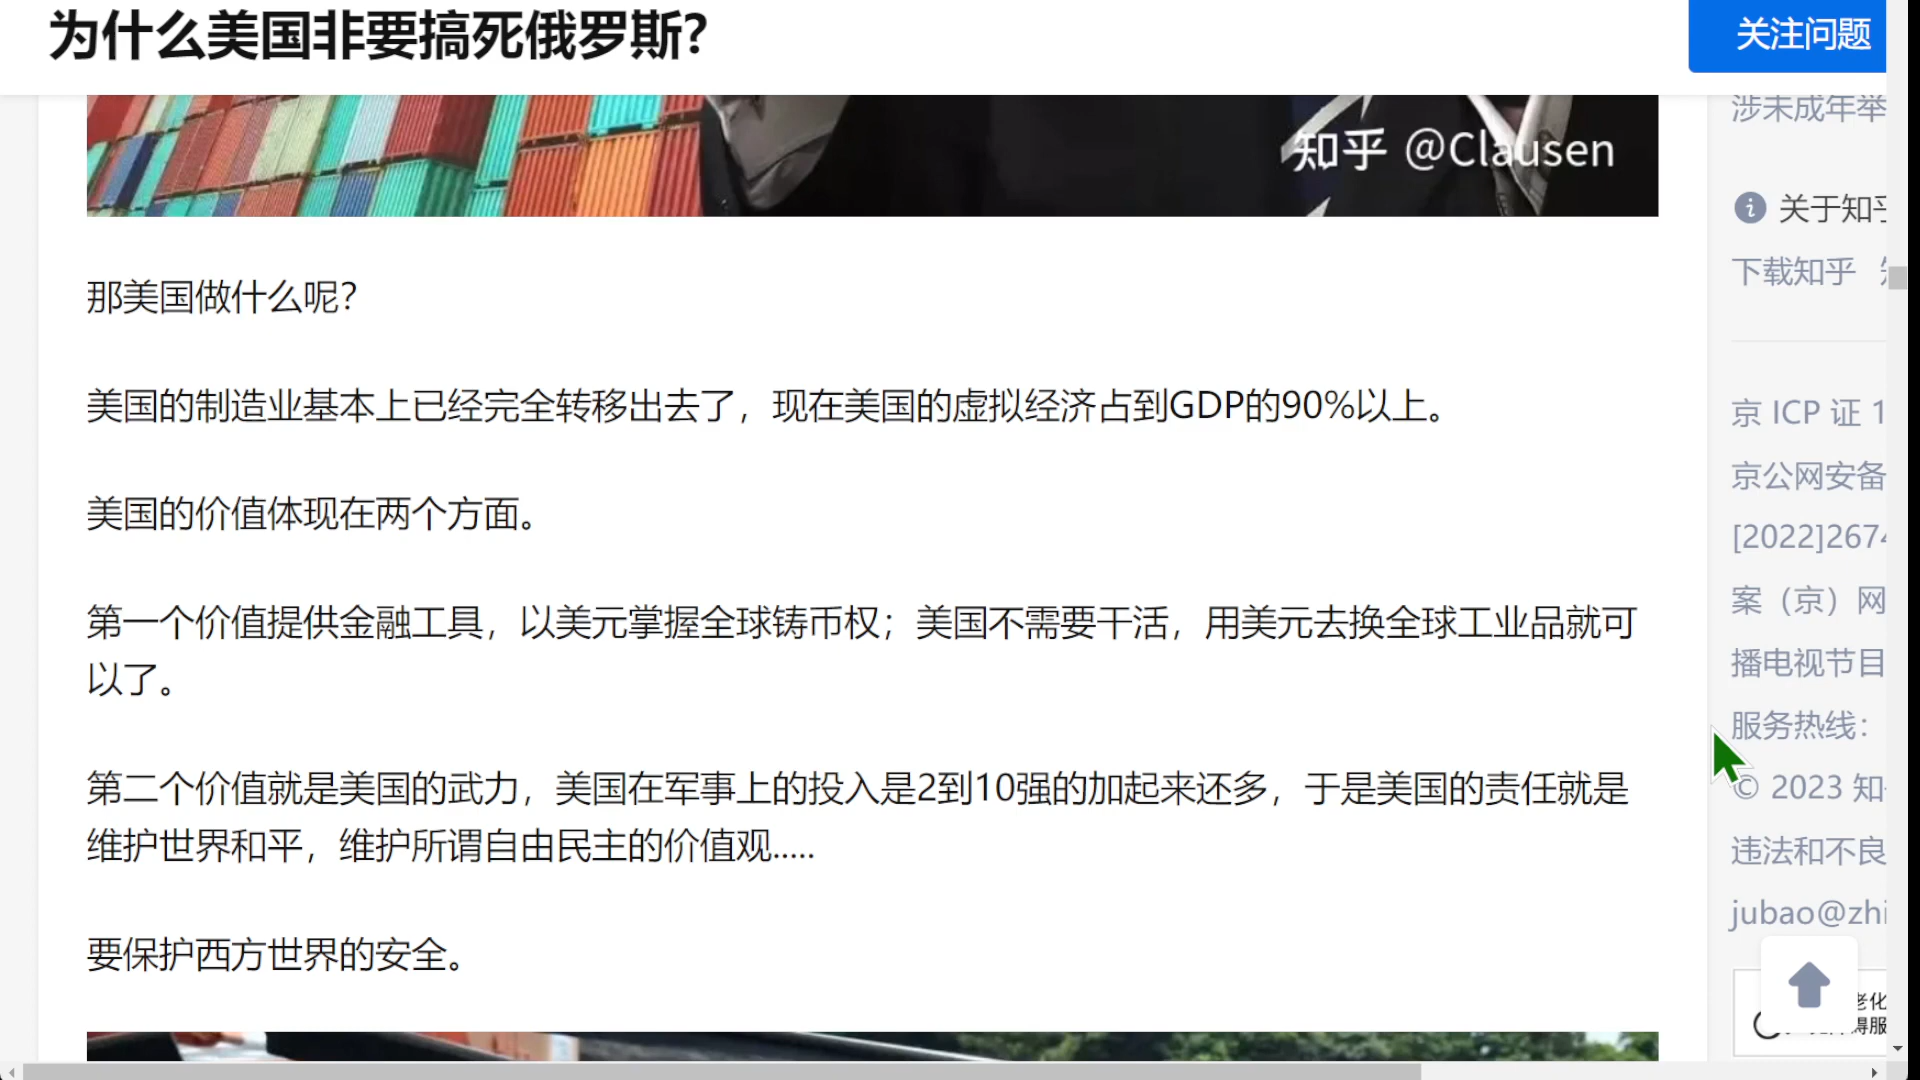 为什么美国非要搞死俄罗斯?
关注问题
知乎 @Clausen
那美国做什么呢?
美国的制造业基本上已经完全转移出去了，现在美国的虚拟经济占到GDP的90%以上。
美国的价值体现在两个方面。
第一个价值提供金融工具，以美元掌握全球铸币权；美国不需要干活，用美元去换全球工业品就可
以了。
第二个价值就是美国的武力，美国在军事上的投入是2到10强的加起来还多，于是美国的责任就是
维护世界和平，维护所谓自由民主的价值观.....
要保护西方世界的安全。
涉未成年举
关于知乎
下载知乎
京 ICP 证 1
京公网安备
[2022]2674
案（京）网
播电视节目
服务热线：
© 2023 知
违法和不良
jubao@zhi
老化